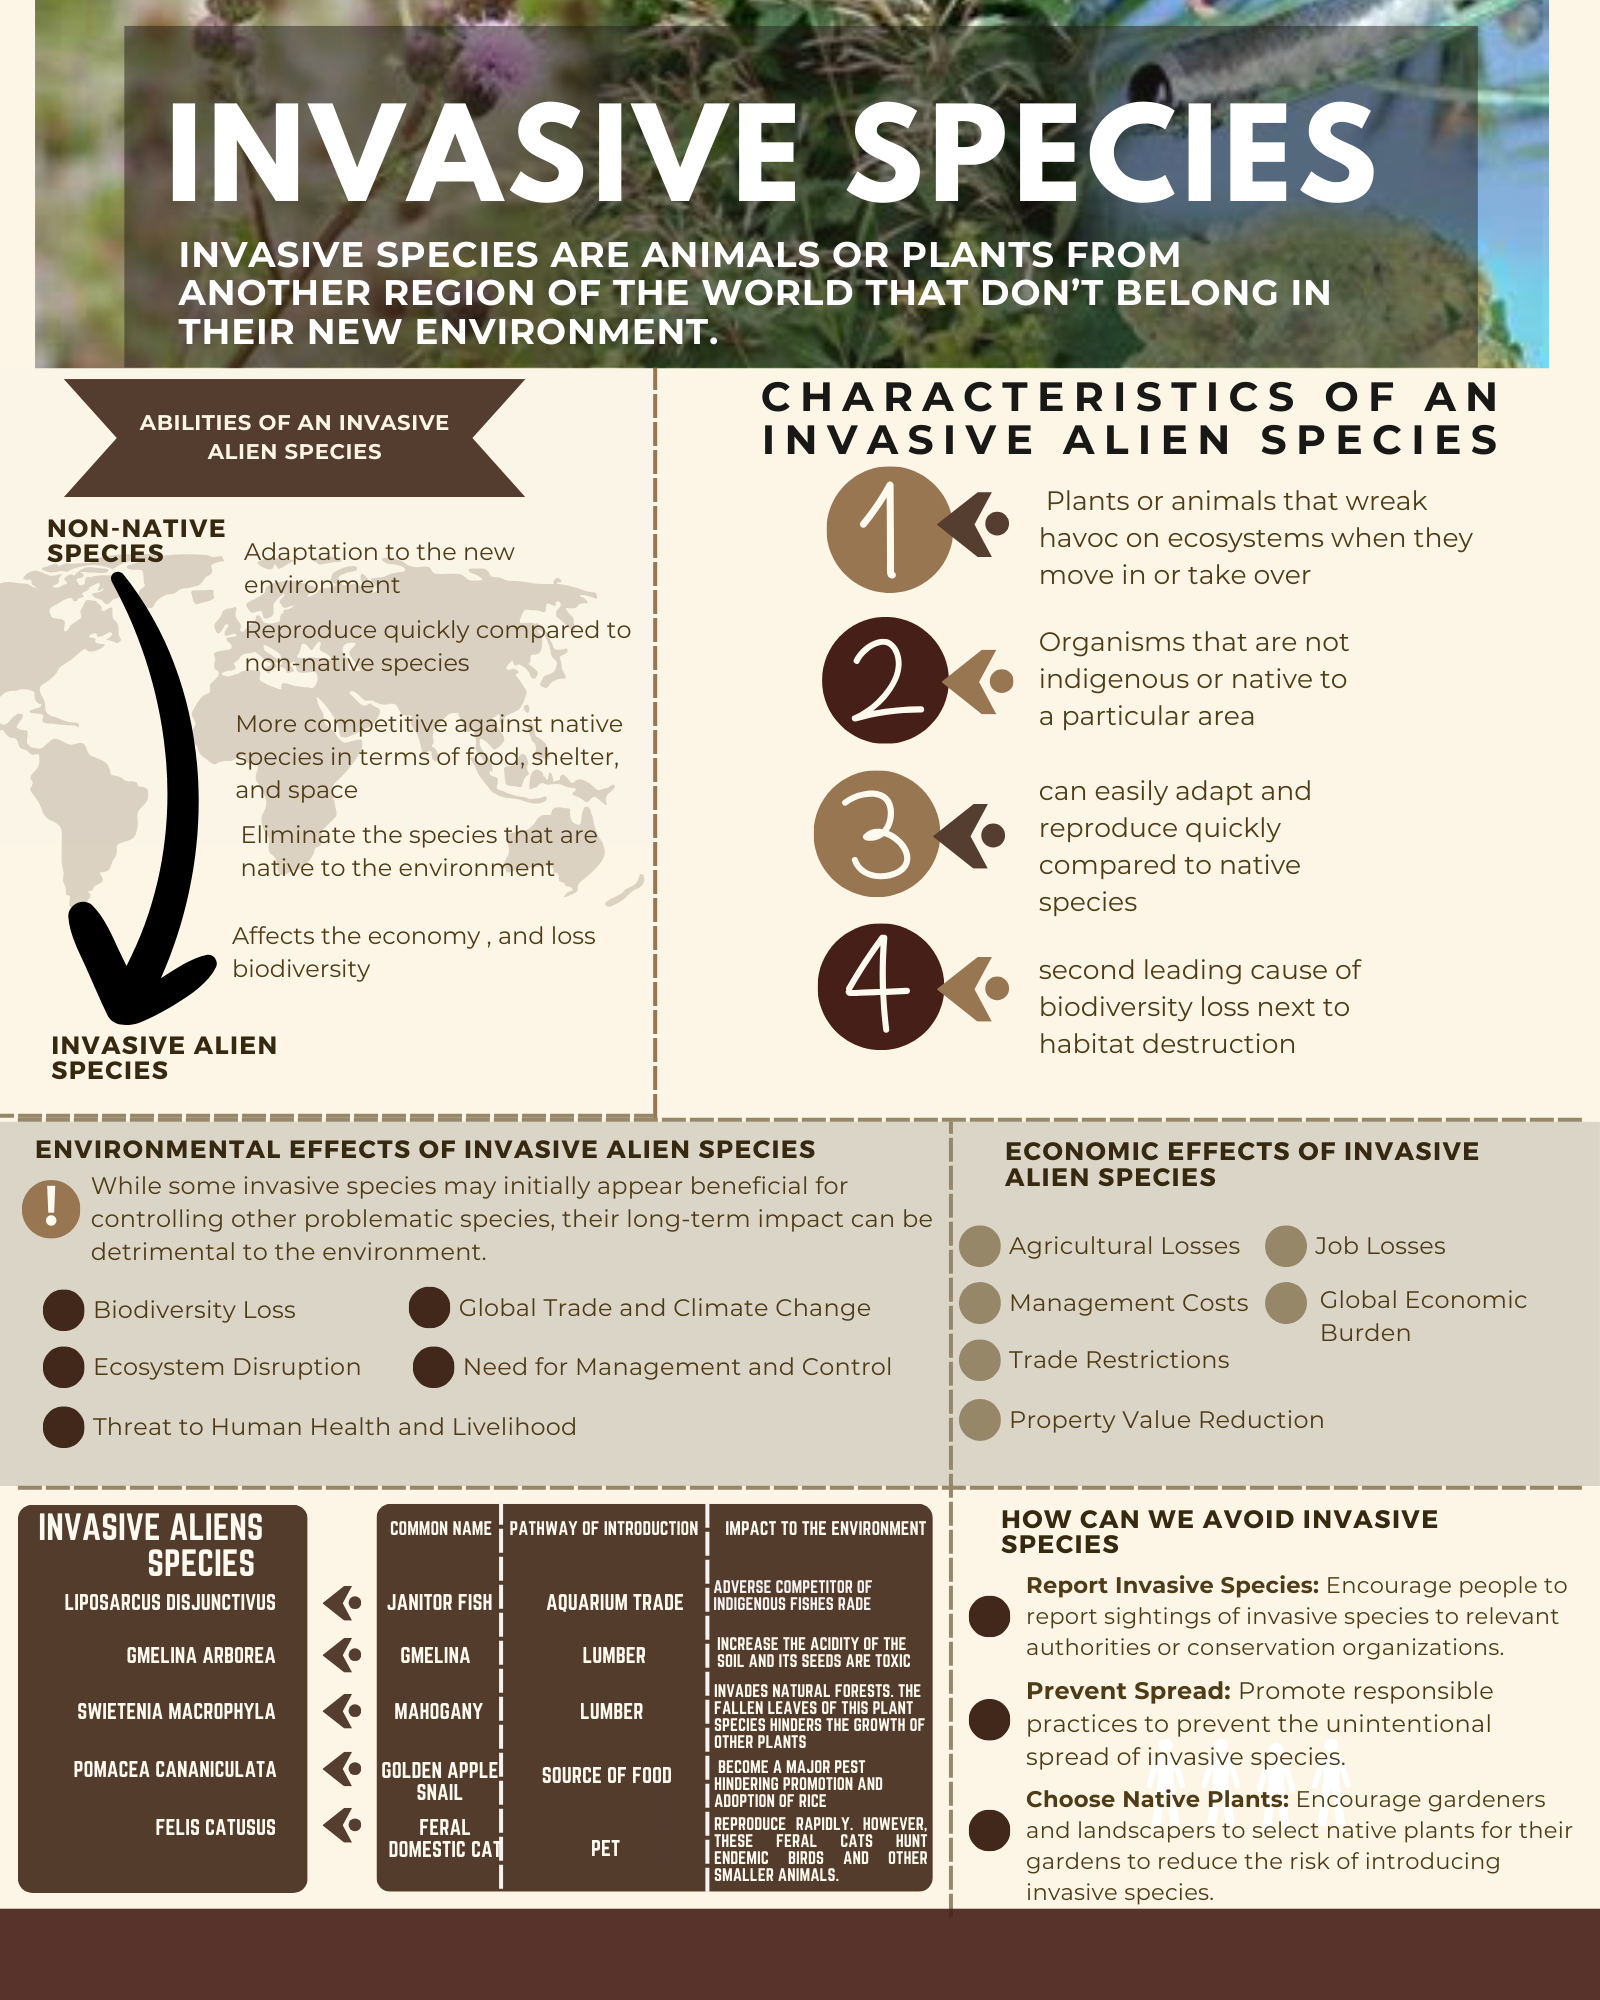 INVASIVE SPECIES
INVASIVE SPECIES ARE ANIMALS OR PLANTS FROM
ANOTHER REGION OF THE WORLD THAT DON'T BELONG IN
THEIR NEW ENVIRONMENT.
ABILITIES OF AN INVASIVE
ALIEN SPECIES
NON-NATIVE
SPECIES
Adaptation to the new
environment
Reproduce quickly compared to
non-native species
More competitive against native
species in terms of food, shelter,
and space
Eliminate the species that are
native to the environment
Affects the economy , and loss
biodiversity
INVASIVE ALIEN
SPECIES
CHARACTERISTICS OF AN
INVASIVE ALIEN SPECIES
1
Plants or animals that wreak
havoc on ecosystems when they
move in or take over
2
Organisms that are not
indigenous or native to
a particular area
3
can easily adapt and
reproduce quickly
compared to native
species
4
second leading cause of
biodiversity loss next to
habitat destruction
ENVIRONMENTAL EFFECTS OF INVASIVE ALIEN SPECIES
!
While some invasive species may initially appear beneficial for
controlling other problematic species, their long-term impact can be
detrimental to the environment.
Biodiversity Loss
Global Trade and Climate Change
Ecosystem Disruption
Need for Management and Control
Threat to Human Health and Livelihood
ECONOMIC EFFECTS OF INVASIVE
ALIEN SPECIES
Agricultural Losses
Job Losses
Management Costs
Global Economic
Burden
Trade Restrictions
Property Value Reduction
INVASIVE ALIENS
SPECIES
COMMON NAME
PATHWAY OF INTRODUCTION
IMPACT TO THE ENVIRONMENT
LIPOSARCUS DISJUNCTIVUS
JANITOR FISH
AQUARIUM TRADE
ADVERSE COMPETITOR OF
INDIGENOUS FISHES RADE
GMELINA ARBOREA
GMELINA
LUMBER
INCREASE THE ACIDITY OF THE
SOIL AND ITS SEEDS ARE TOXIC
SWIETENIA MACROPHYLA
MAHOGANY
LUMBER
INVADES NATURAL FORESTS. THE
FALLEN LEAVES OF THIS PLANT
SPECIES HINDERS THE GROWTH OF
OTHER PLANTS
POMACEA CANANICULATA
GOLDEN APPLE
SNAIL
SOURCE OF FOOD
BECOME A MAJOR PEST
HINDERING PROMOTION AND
ADOPTION OF RICE
FELIS CATUSUS
FERAL
DOMESTIC CAT
PET
REPRODUCE RAPIDLY. HOWEVER,
THESE FERAL CATS HUNT
ENDEMIC BIRDS AND OTHER
SMALLER ANIMALS.
HOW CAN WE AVOID INVASIVE
SPECIES
Report Invasive Species: Encourage people to
report sightings of invasive species to relevant
authorities or conservation organizations.
Prevent Spread: Promote responsible
practices to prevent the unintentional
spread of invasive species.
Choose Native Plants: Encourage gardeners
and landscapers to select native plants for their
gardens to reduce the risk of introducing
invasive species.